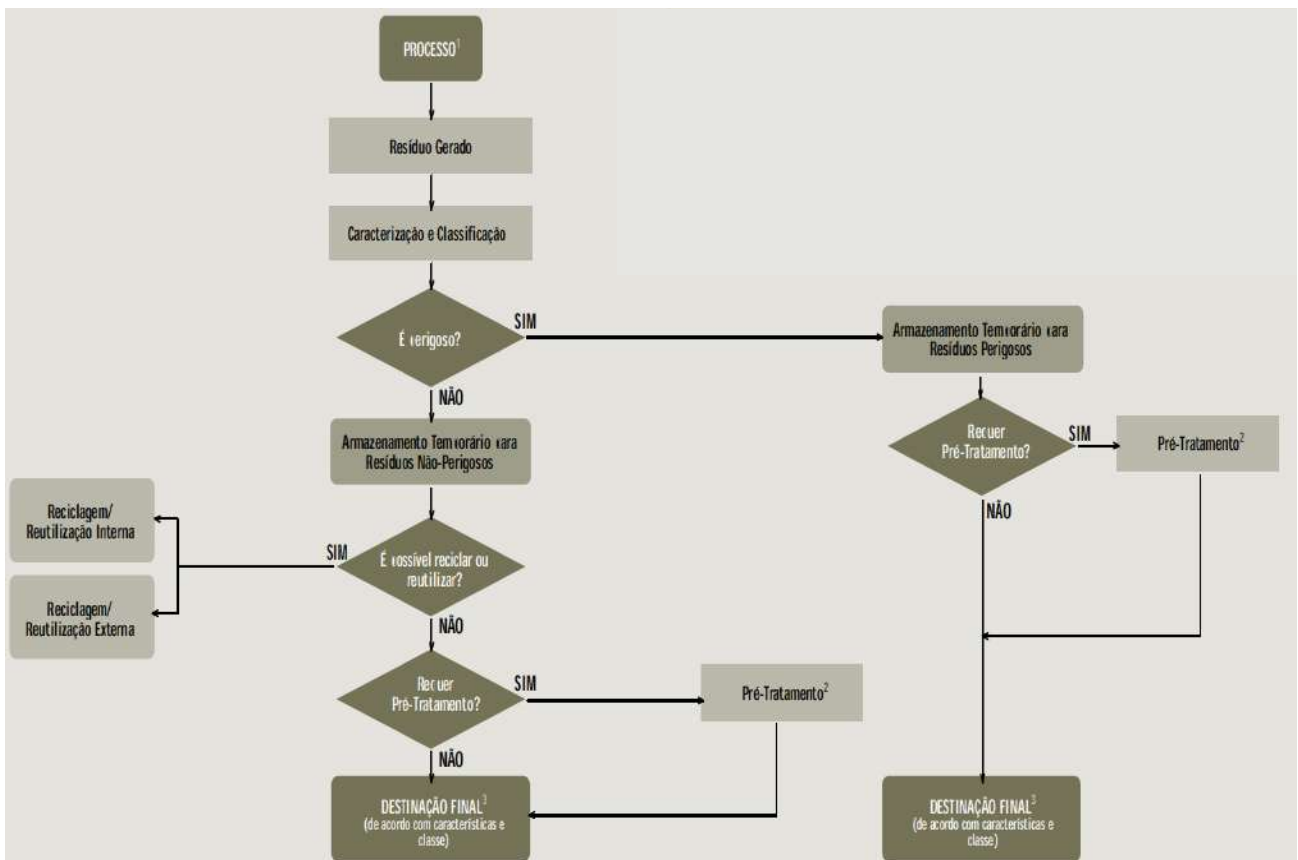 PROCESSO¹
Resíduo Gerado
Caracterização e Classificação
É perigoso?
SIM
NÃO
Armazenamento Temporário para
Resíduos Perigosos
Requer
Pré-Tratamento?
SIM
Pré-Tratamento²
NÃO
Armazenamento Temporário para
Resíduos Não-Perigosos
É possível reciclar ou
reutilizar?
SIM
Reciclagem/
Reutilização Interna
Reciclagem/
Reutilização Externa
NÃO
Requer
Pré-Tratamento?
SIM
Pré-Tratamento²
NÃO
DESTINAÇÃO FINAL³
(de acordo com características e
classe)
DESTINAÇÃO FINAL³
(de acordo com características e
classe)